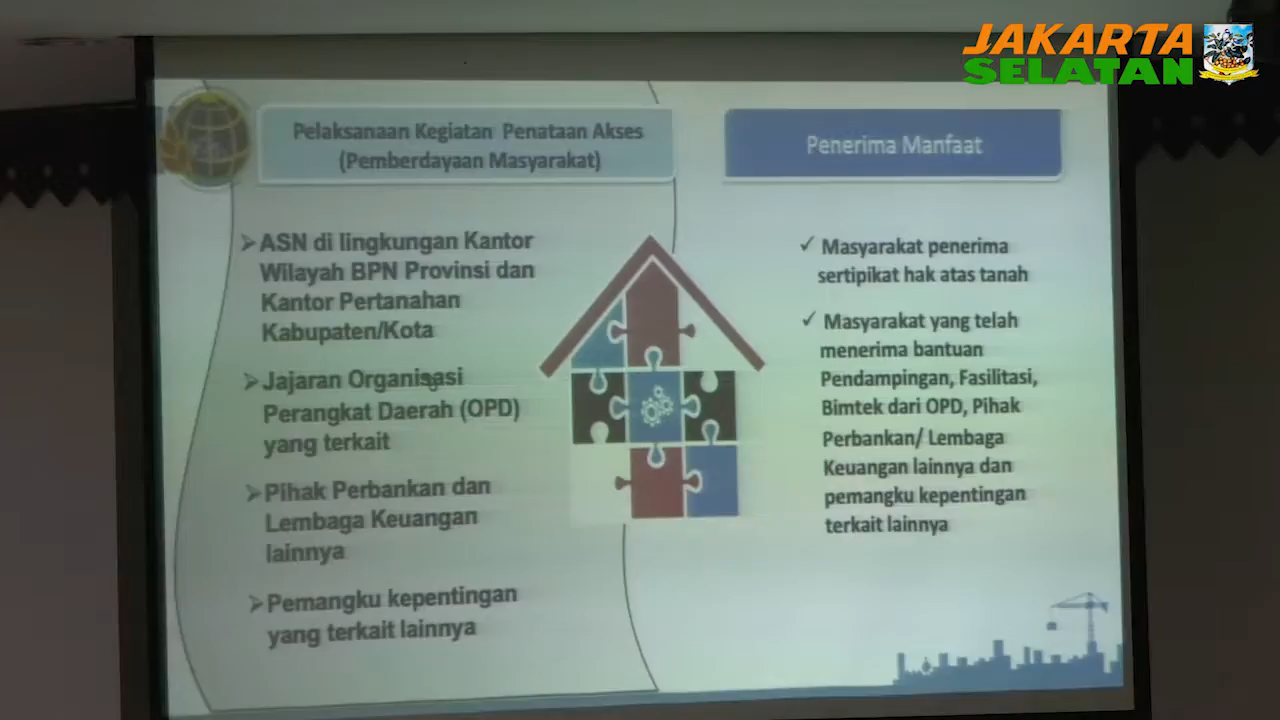 JAKARTA
SELATAN
Pelaksanaan Kegiatan Penataan Akses
(Pemberdayaan Masyarakat)
➢ASN di lingkungan Kantor
Wilayah BPN Provinsi dan
Kantor Pertanahan
Kabupaten/Kota
➢Jajaran Organisasi
Perangkat Daerah (OPD)
yang terkait
➢Pihak Perbankan dan
Lembaga Keuangan
lainnya
➢Pemangku kepentingan
yang terkait lainnya
Penerima Manfaat
✓ Masyarakat penerima
sertipikat hak atas tanah
✓ Masyarakat yang telah
menerima bantuan
Pendampingan, Fasilitasi,
Bimtek dari OPD, Pihak
Perbankan/ Lembaga
Keuangan lainnya dan
pemangku kepentingan
terkait lainnya